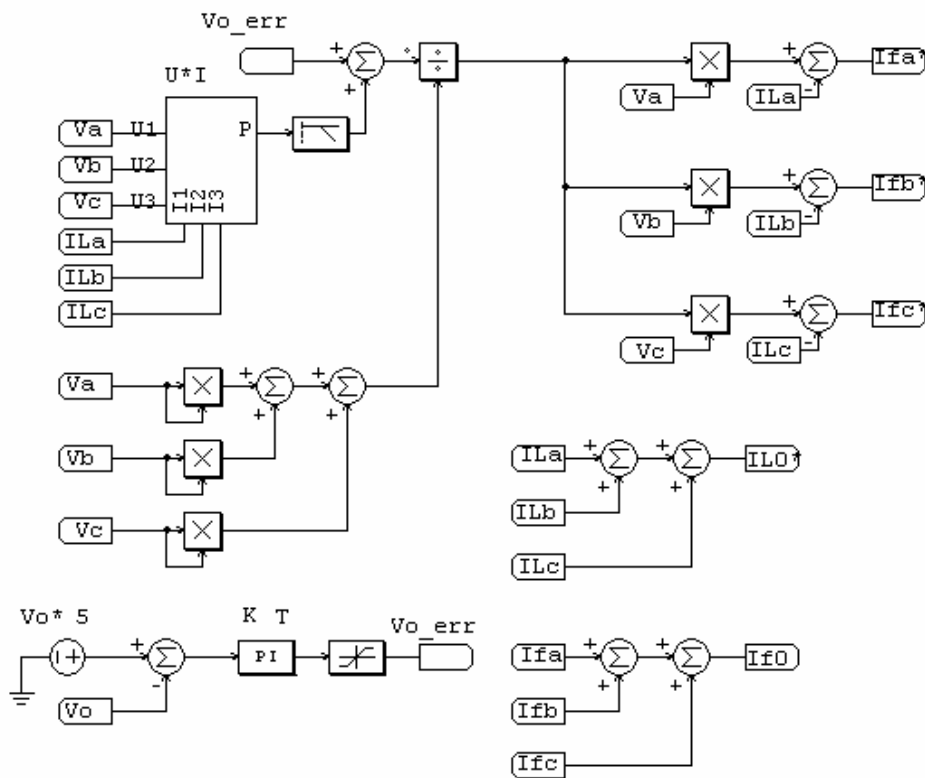 Vo_err
U*I
Va U1 P
Vb U2
Vc U3
I1 I2 I3
ILa
ILb
ILc
Va ILa Ifa*
Vb ILb Ifb*
Vc ILc Ifc*
Va
Vb
Vc
ILa IL0*
ILb
ILc
Vo* 5
K T
PI
Vo_err
Vo
Ifa If0
Ifb
Ifc